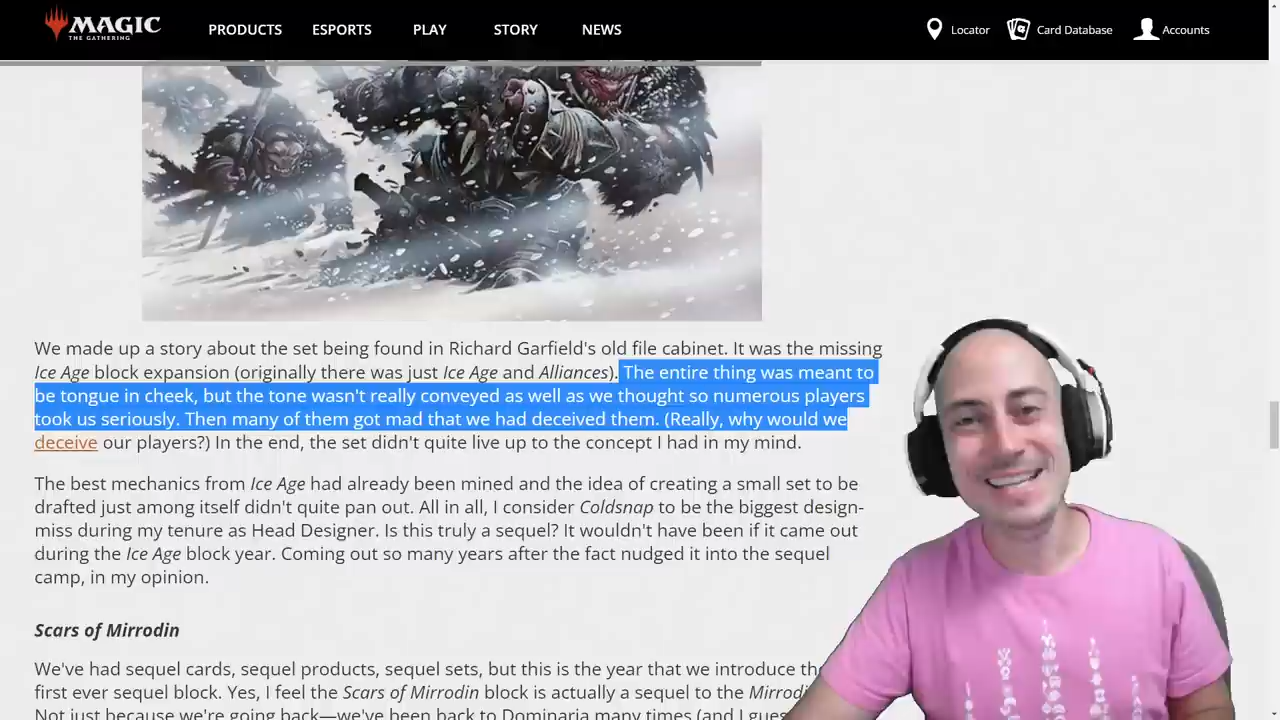 MAGIC
THE GATHERING
PRODUCTS
ESPORTS
PLAY
STORY
NEWS
Locator
Card Database
Accounts
We made up a story about the set being found in Richard Garfield's old file cabinet. It was the missing
Ice Age block expansion (originally there was just Ice Age and Alliances). The entire thing was meant to
be tongue in cheek, but the tone wasn't really conveyed as well as we thought so numerous players
took us seriously. Then many of them got mad that we had deceived them. (Really, why would we
deceive our players?) In the end, the set didn't quite live up to the concept I had in my mind.
The best mechanics from Ice Age had already been mined and the idea of creating a small set to be
drafted just among itself didn't quite pan out. All in all, I consider Coldsnap to be the biggest design-
miss during my tenure as Head Designer. Is this truly a sequel? It wouldn't have been if it came out
during the Ice Age block year. Coming out so many years after the fact nudged it into the sequel
camp, in my opinion.
Scars of Mirrodin
We've had sequel cards, sequel products, sequel sets, but this is the year that we introduce
first ever sequel block. Yes, I feel the Scars of Mirrodin block is actually a sequel to the
Not just because we're going back—we've been back to Dominaria many times (and I